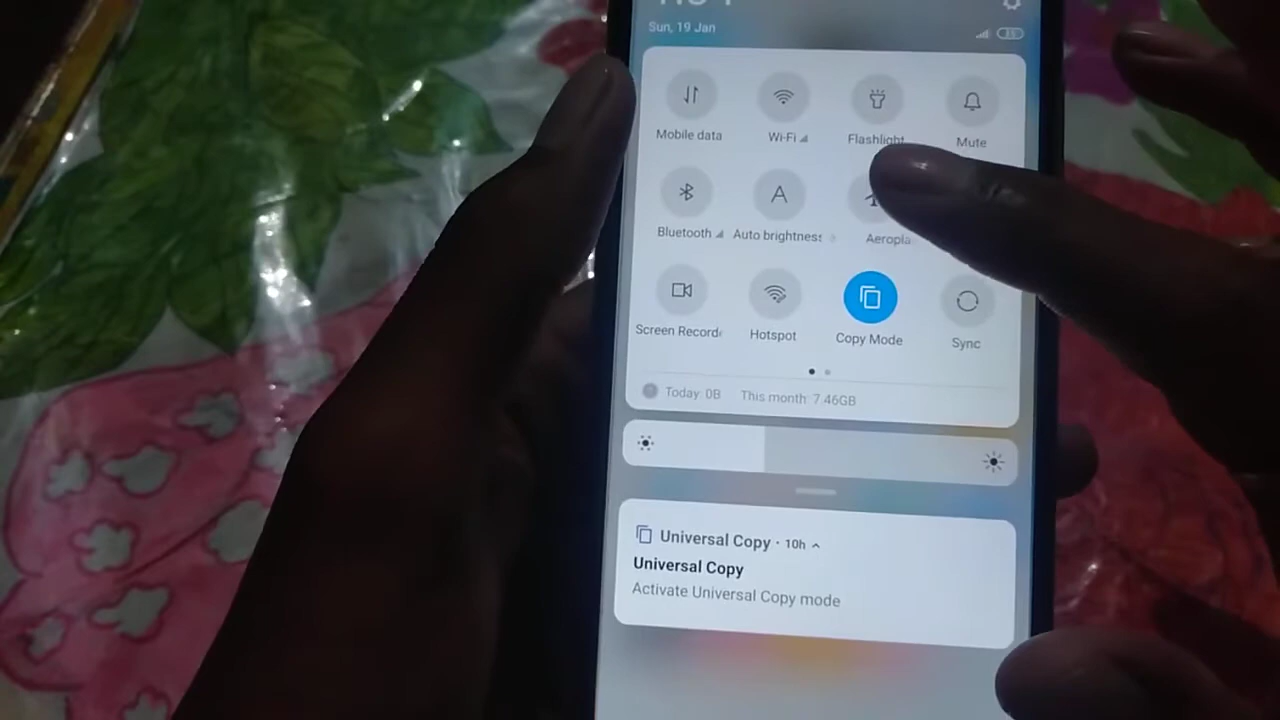 Sun, 19 Jan
Mobile data
Wi-Fi
Flashlight
Mute
Bluetooth
Auto brightness
Aeropla
Screen Record
Hotspot
Copy Mode
Sync
Today: 0B This month: 7.46GB
Universal Copy · 10h
Universal Copy
Activate Universal Copy mode